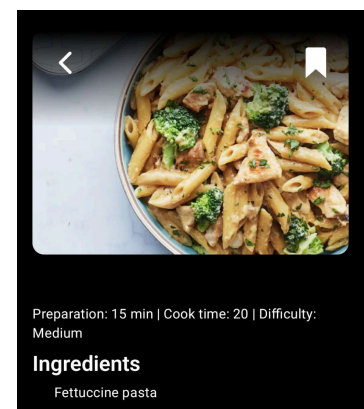 Preparation: 15 min | Cook time: 20 | Difficulty:
Medium
Ingredients
Fettuccine pasta